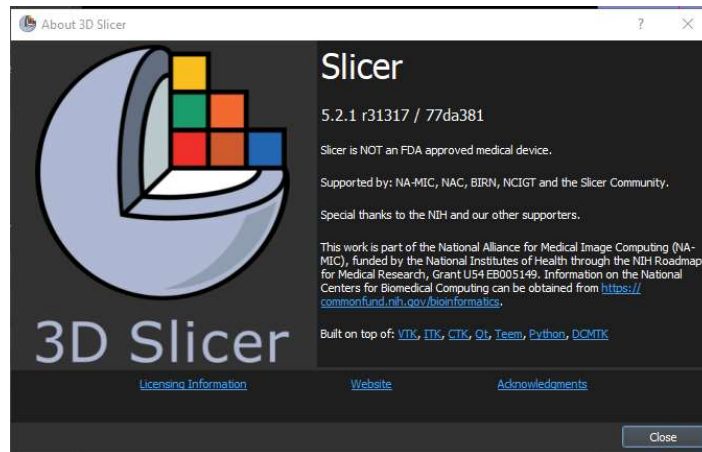 About 3D Slicer
Slicer
5.2.1 r31317 / 77da381
Slicer is NOT an FDA approved medical device.
Supported by: NA-MIC, NAC, BIRN, NCIGT and the Slicer Community.
Special thanks to the NIH and our other supporters.
This work is part of the National Alliance for Medical Image Computing (NA-
MIC), funded by the National Institutes of Health through the NIH Roadmap
for Medical Research, Grant U54 EB005149. Information on the National
Centers for Biomedical Computing can be obtained from https://
commonfund.nih.gov/bioinformatics.
Built on top of: VTK, ITK, CTK, Qt, Teem, Python, DCMTK
3D Slicer
Licensing Information Website Acknowledgments
Close